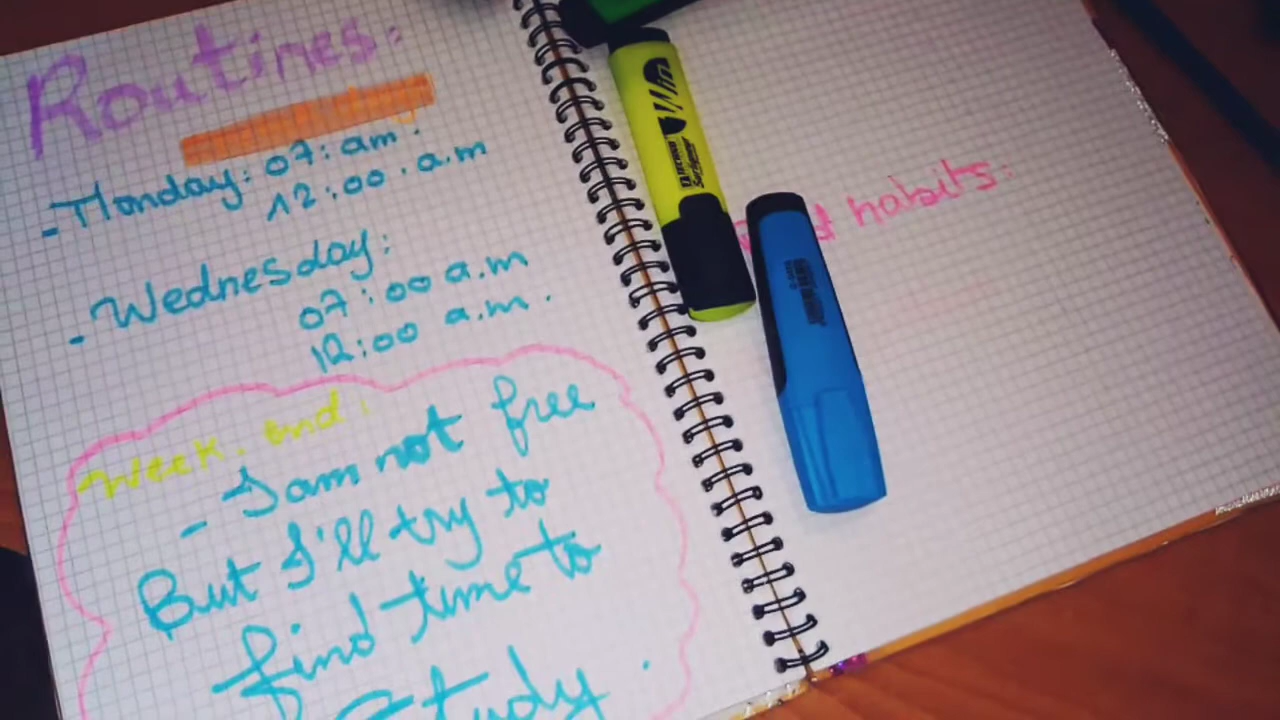 Routines:
- Monday: 07: am.
12:00. a.m
- Wednesday:
07:00 a.m
12:00 a.m.
Week. end:
- I am not free
But I'll try to
find time to
Study.
Win
habits: